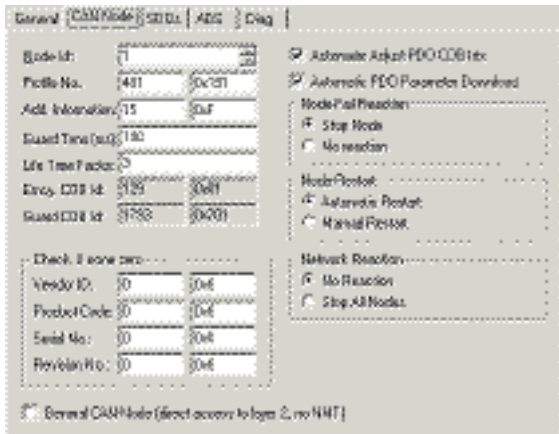 General CAN Node SDOs ADS Diag
Node Id: 1
Profile No.: 401 0x191
Add. Information: 15 0xF
Guard Time (ms): 100
Life Time Factor: 3
Emcy COB Id: 129 0x81
Guard COB Id: 1793 0x701
Check, if none zero
Vendor ID: 0 0x0
Product Code: 0 0x0
Serial No.: 0 0x0
Revision No.: 0 0x0
General CAN-Node (direct access to layer 2, no NMT)
Automatic Adjust PDO COB Ids
Automatic PDO Parameter Download
Node-Fail Reaction
Stop Node
No reaction
Node-Restart
Automatic Restart
Manual Restart
Network Reaction
No Reaction
Stop All Nodes